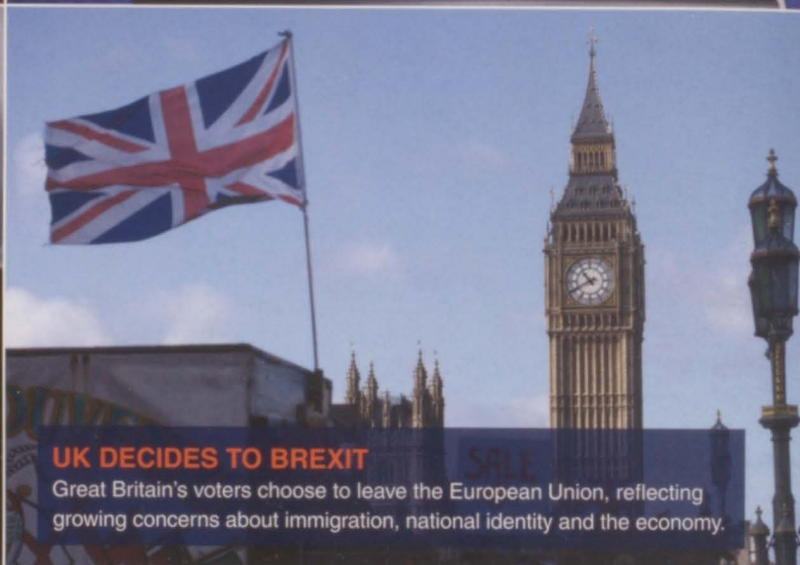 UK DECIDES TO BREXIT
Great Britain's voters choose to leave the European Union, reflecting
growing concerns about immigration, national identity and the economy.
SALE